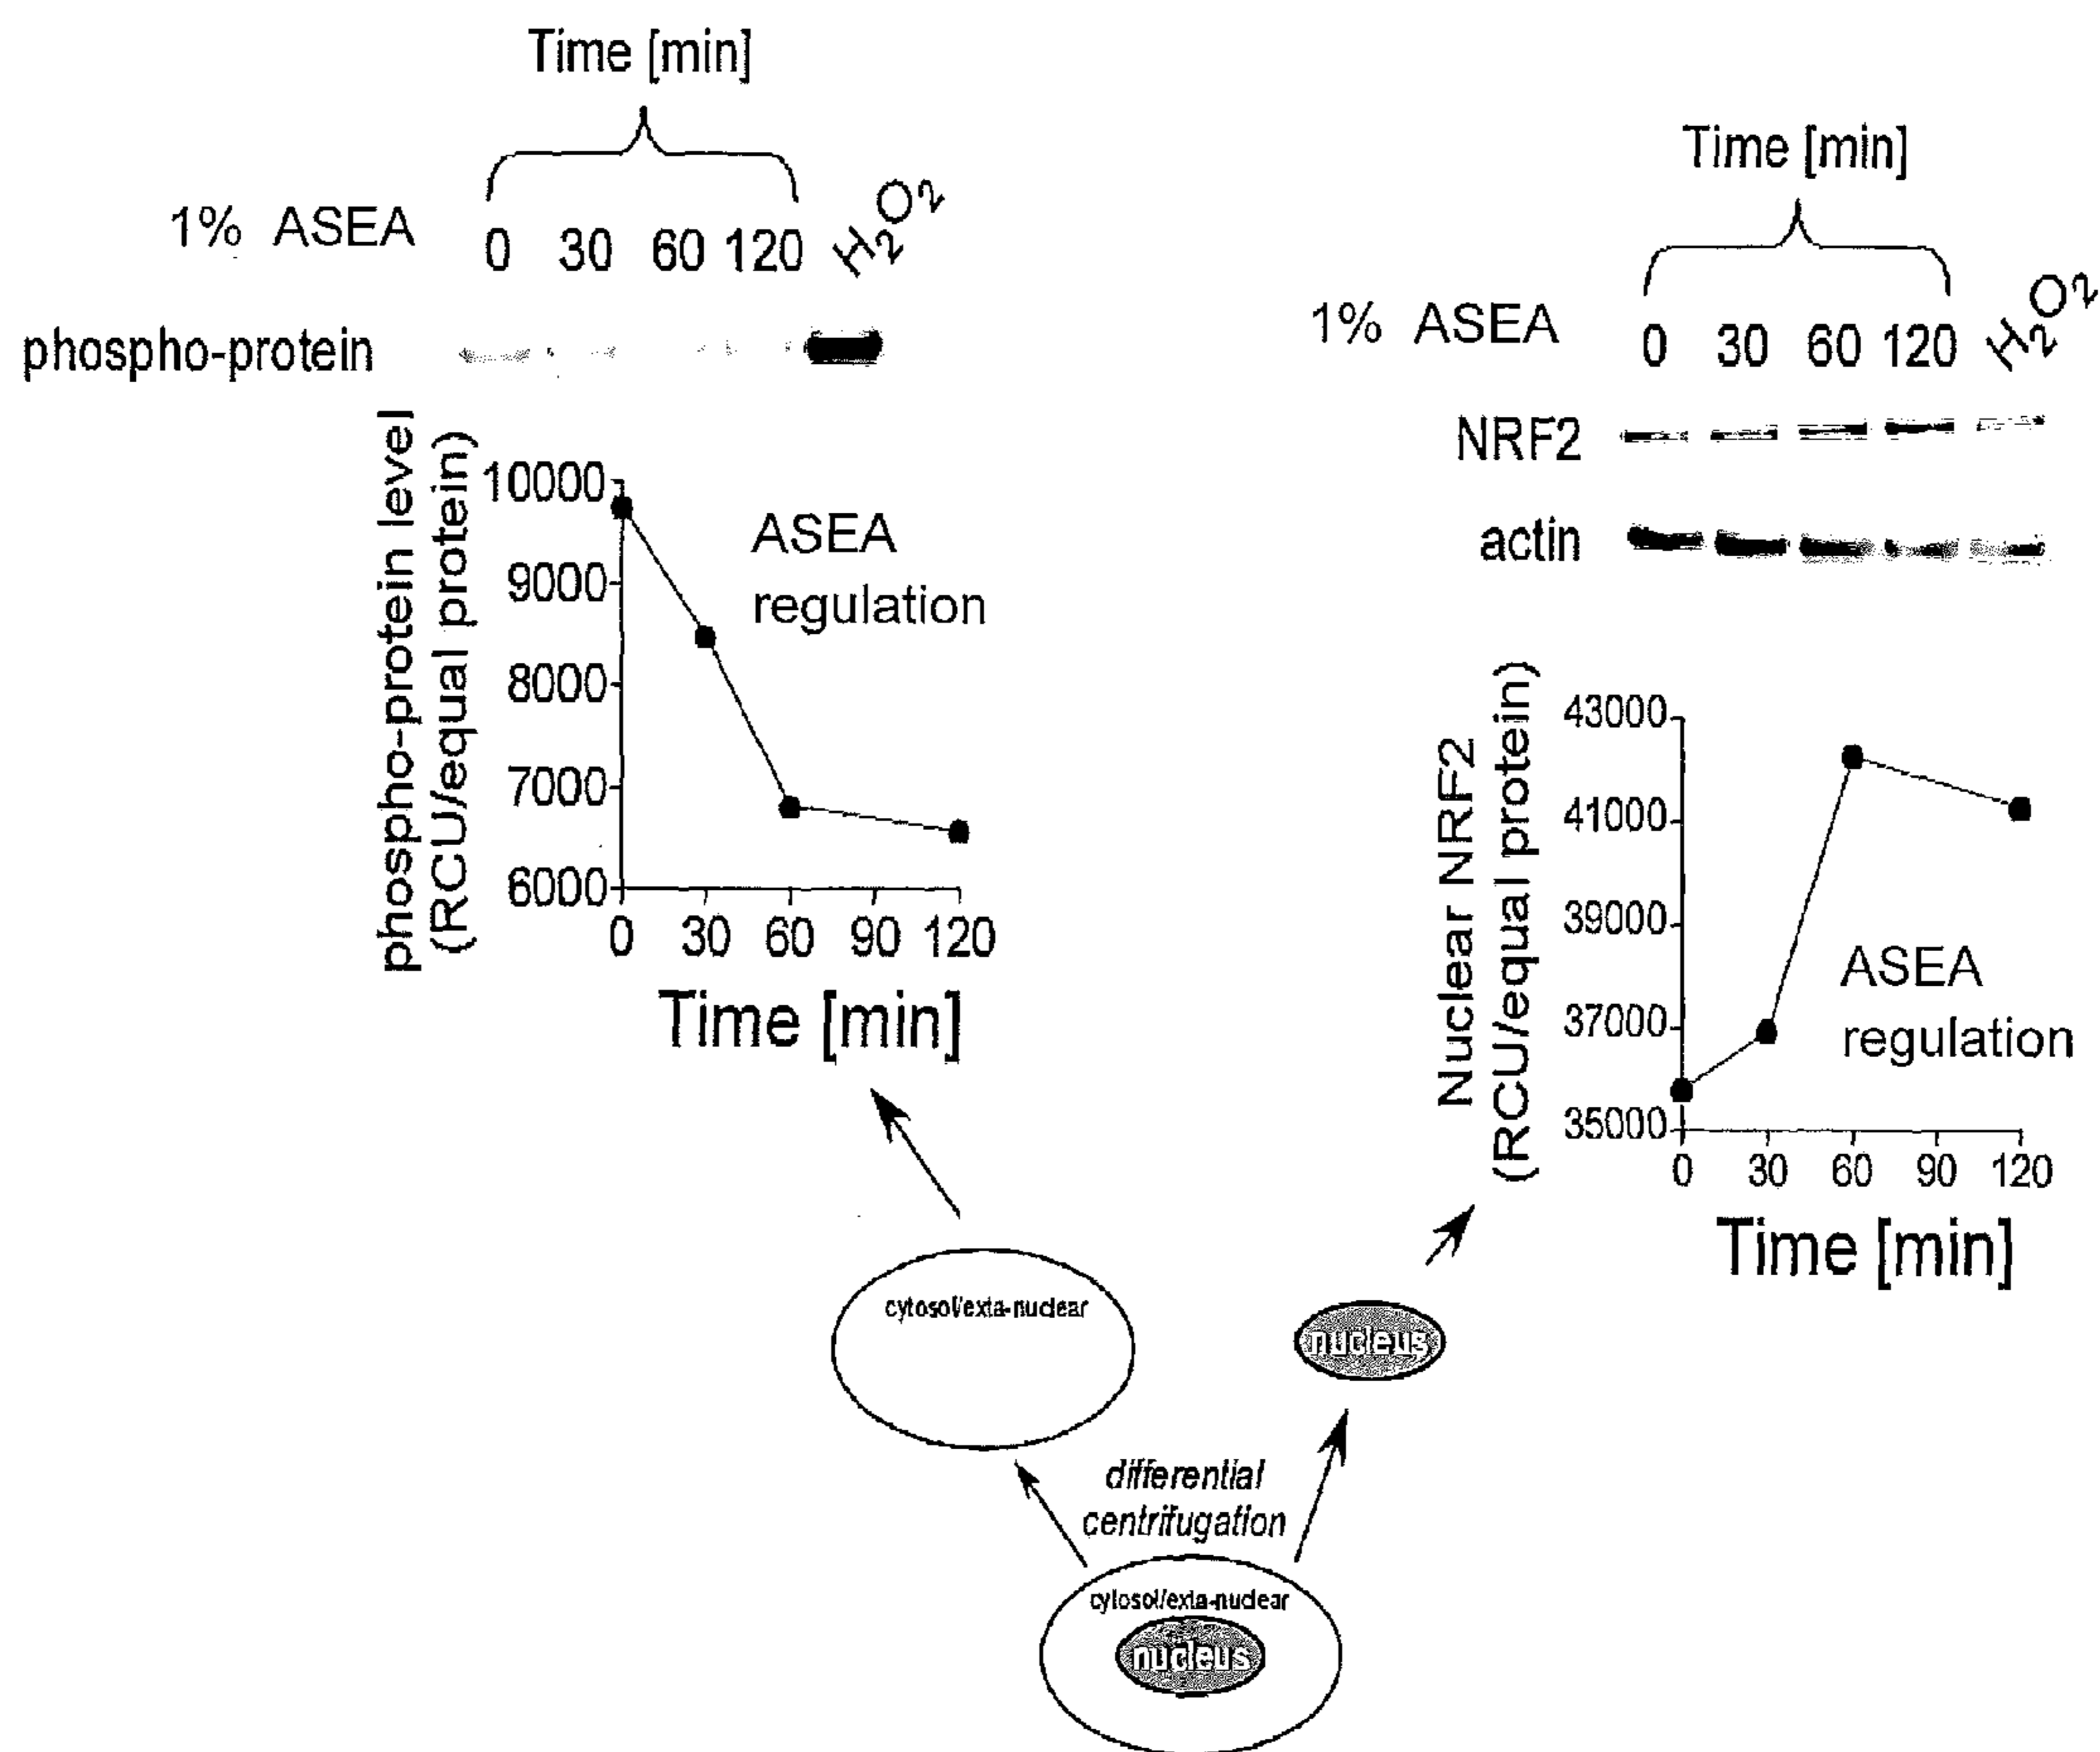 Time [min]
1% ASEA 0 30 60 120 H2O2
phospho-protein
phospho-protein level
(RCU/equal protein)
10000
9000
8000
7000
6000
ASEA
regulation
0 30 60 90 120
Time [min]
Time [min]
1% ASEA 0 30 60 120 H2O2
NRF2
actin
Nuclear NRF2
(RCU/equal protein)
43000
41000
39000
37000
35000
ASEA
regulation
0 30 60 90 120
Time [min]
cytosol/exta-nuclear
nucleus
differential
centrifugation
cytosol/exta-nuclear
nucleus